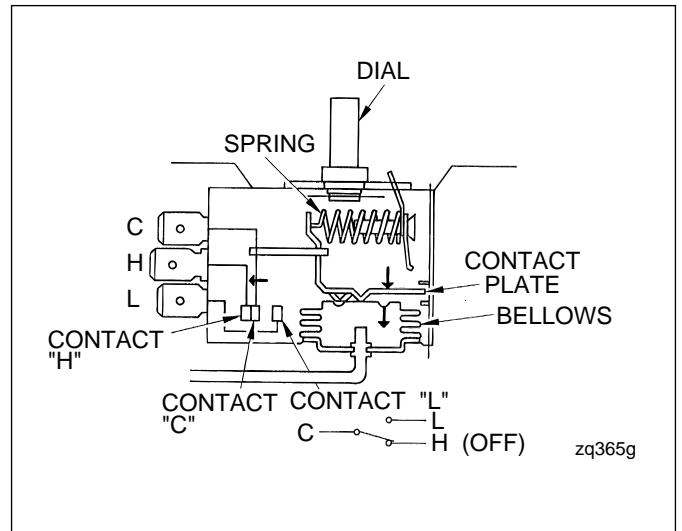 DIAL
SPRING
C
H
L
CONTACT
PLATE
BELLOWS
CONTACT
"H"
CONTACT
"C"
CONTACT "L"
L
C
H (OFF)
zq365g